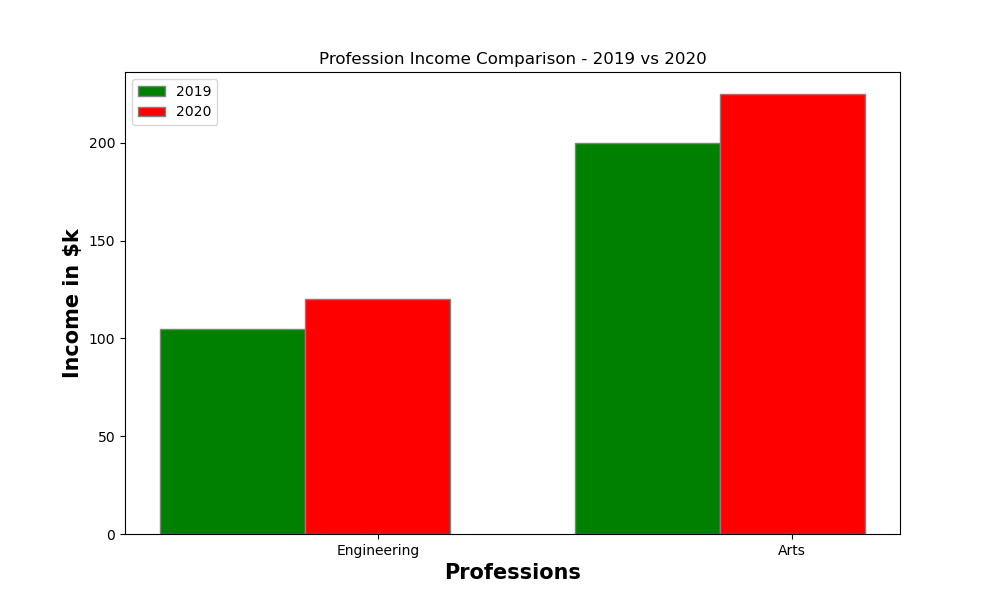 Profession Income Comparison - 2019 vs 2020
2019
2020
Income in $k
200
150
100
50
0
Engineering
Arts
Professions